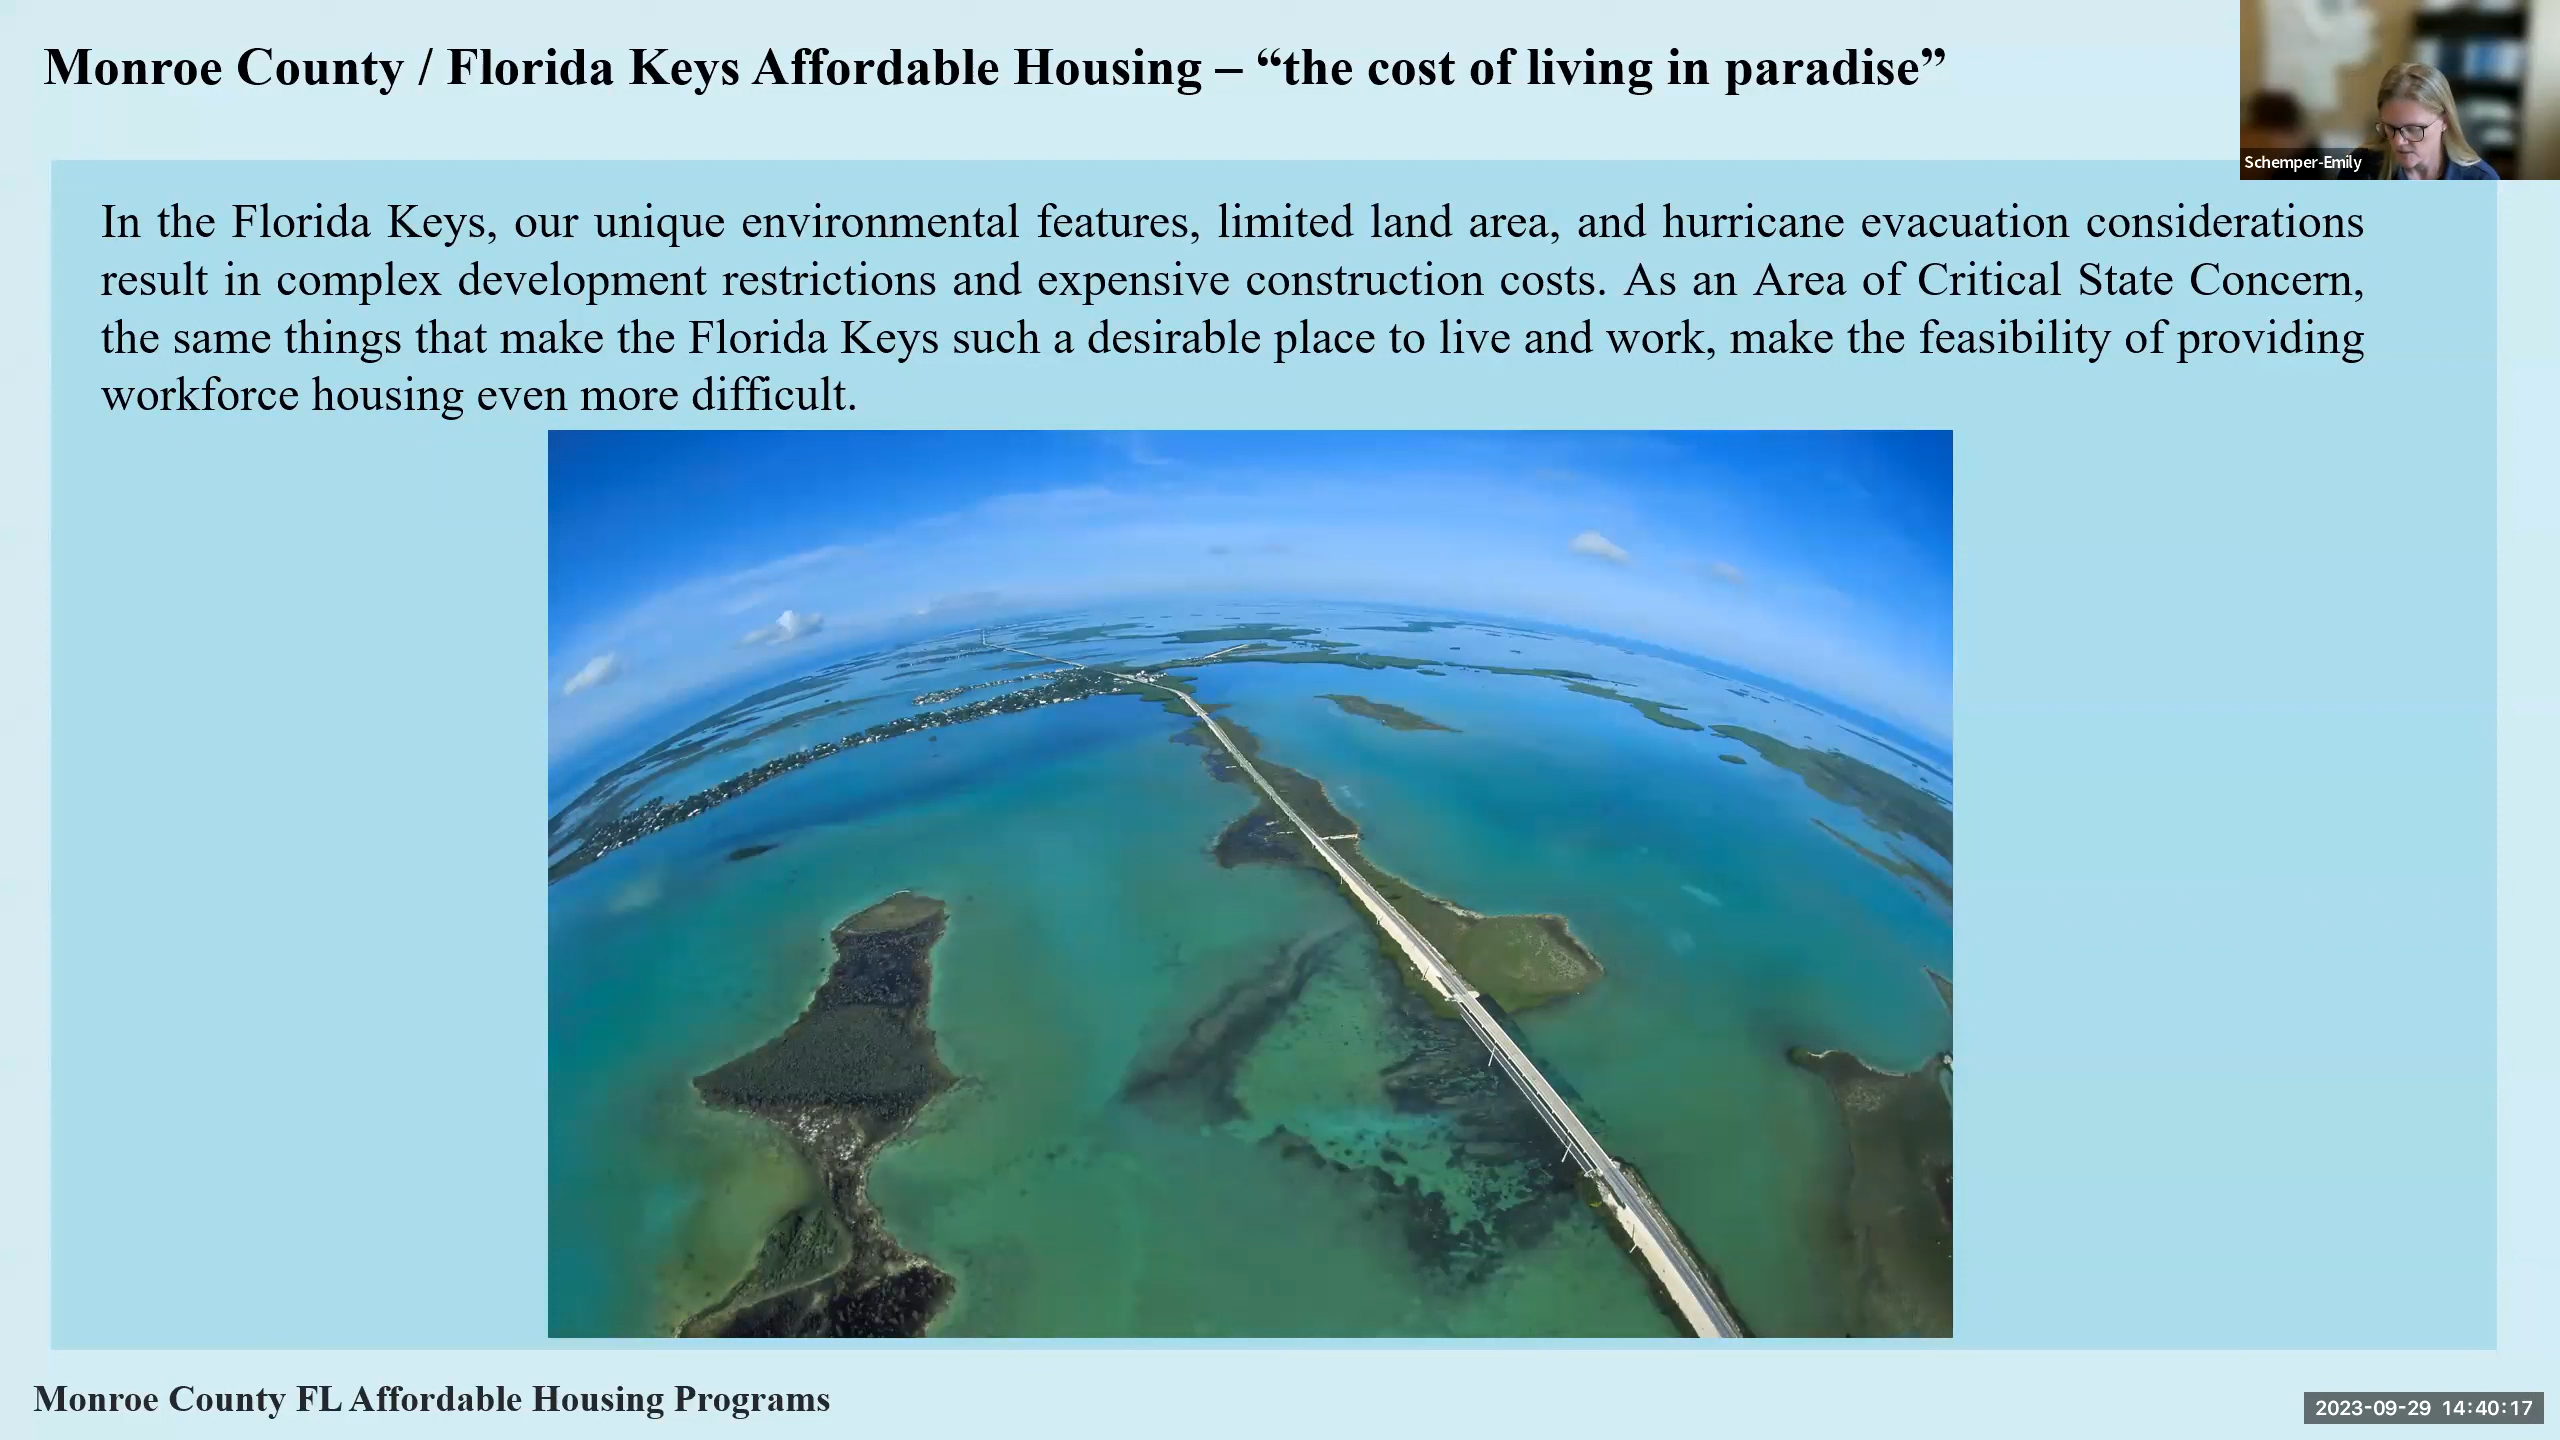 Monroe County / Florida Keys Affordable Housing – “the cost of living in paradise”
Schemper-Emily
In the Florida Keys, our unique environmental features, limited land area, and hurricane evacuation considerations
result in complex development restrictions and expensive construction costs. As an Area of Critical State Concern,
the same things that make the Florida Keys such a desirable place to live and work, make the feasibility of providing
workforce housing even more difficult.
Monroe County FL Affordable Housing Programs
2023-09-29 14:40:17